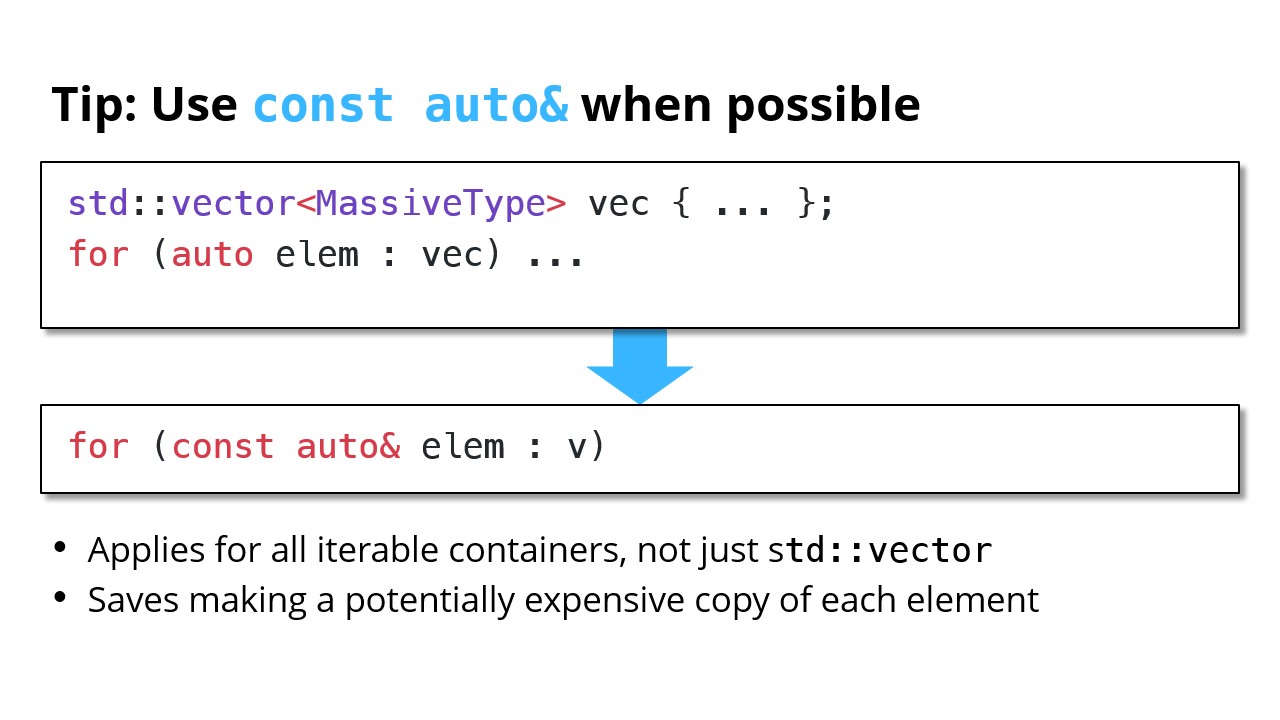 Tip: Use const auto& when possible
std::vector<MassiveType> vec { ... };
for (auto elem : vec) ...
for (const auto& elem : v)
• Applies for all iterable containers, not just std::vector
• Saves making a potentially expensive copy of each element